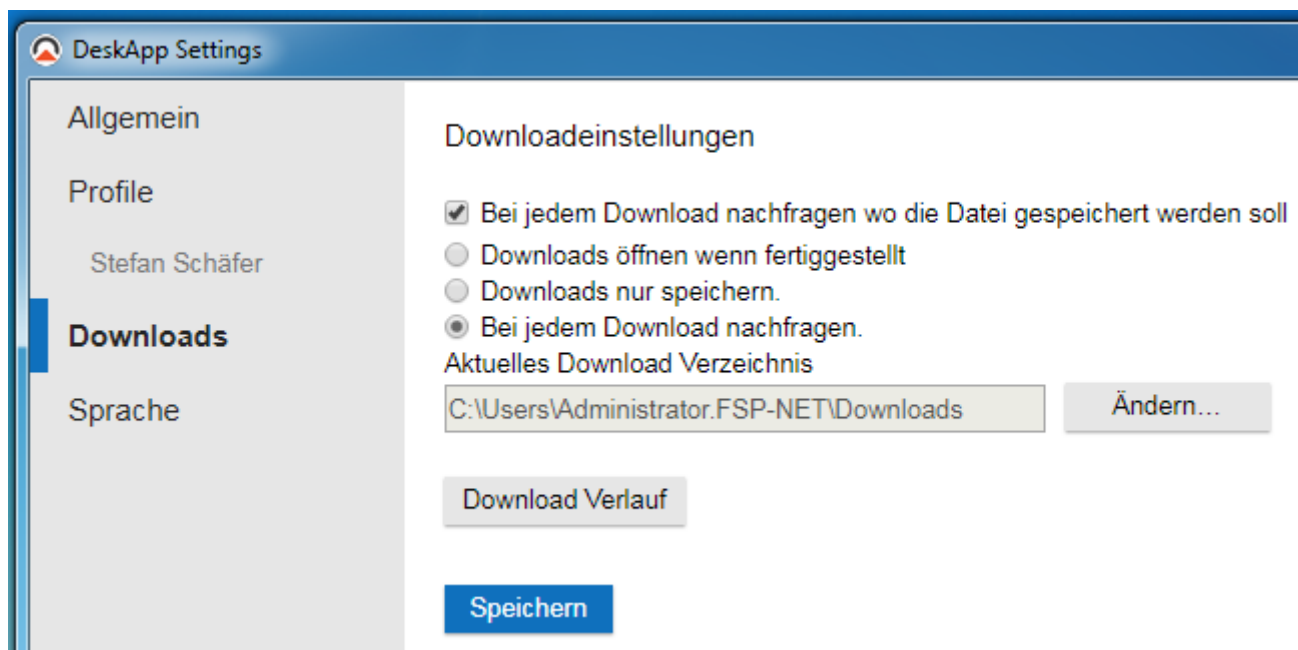 DeskApp Settings
Allgemein
Profile
Stefan Schäfer
Downloads
Sprache
Downloadeinstellungen
Bei jedem Download nachfragen wo die Datei gespeichert werden soll
Downloads öffnen wenn fertiggestellt
Downloads nur speichern.
Bei jedem Download nachfragen.
Aktuelles Download Verzeichnis
C:\Users\Administrator.FSP-NET\Downloads
Ändern...
Download Verlauf
Speichern